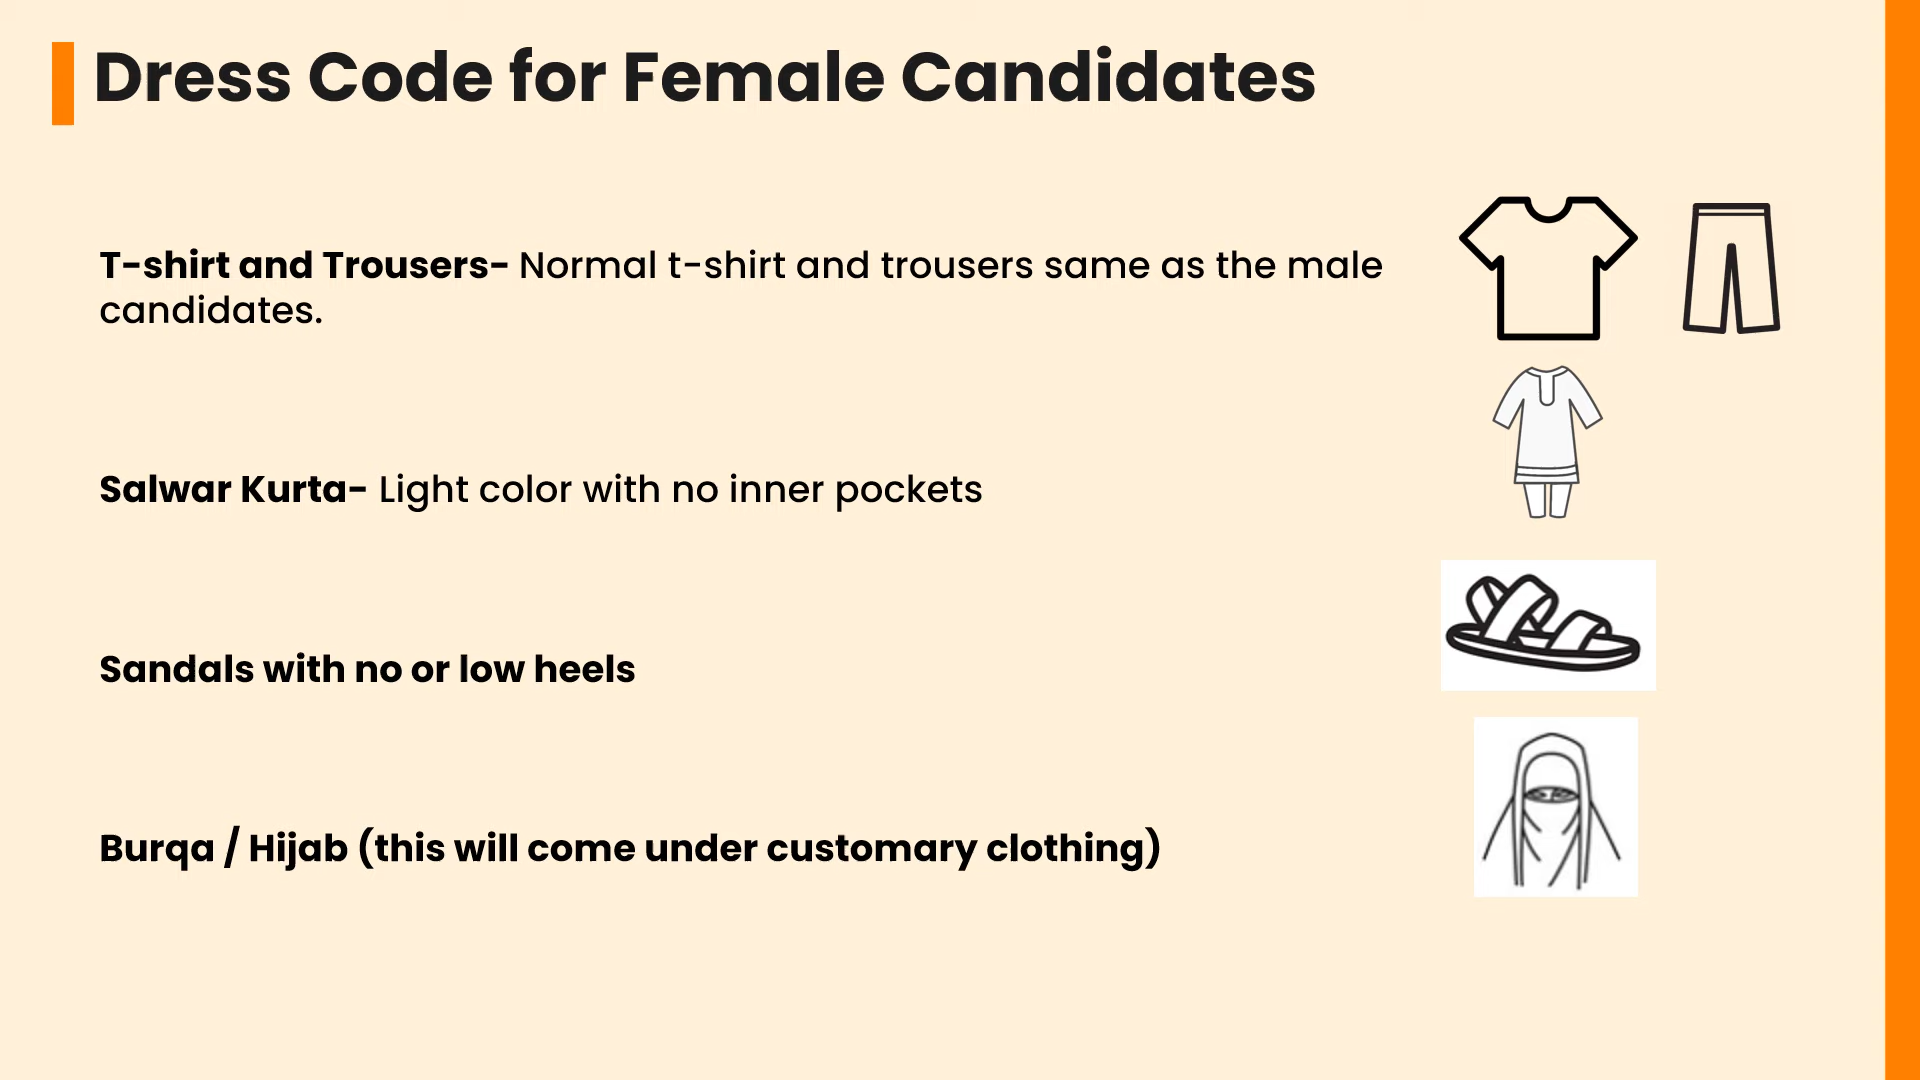 Dress Code for Female Candidates
T-shirt and Trousers- Normal t-shirt and trousers same as the male
candidates.
Salwar Kurta- Light color with no inner pockets
Sandals with no or low heels
Burqa / Hijab (this will come under customary clothing)